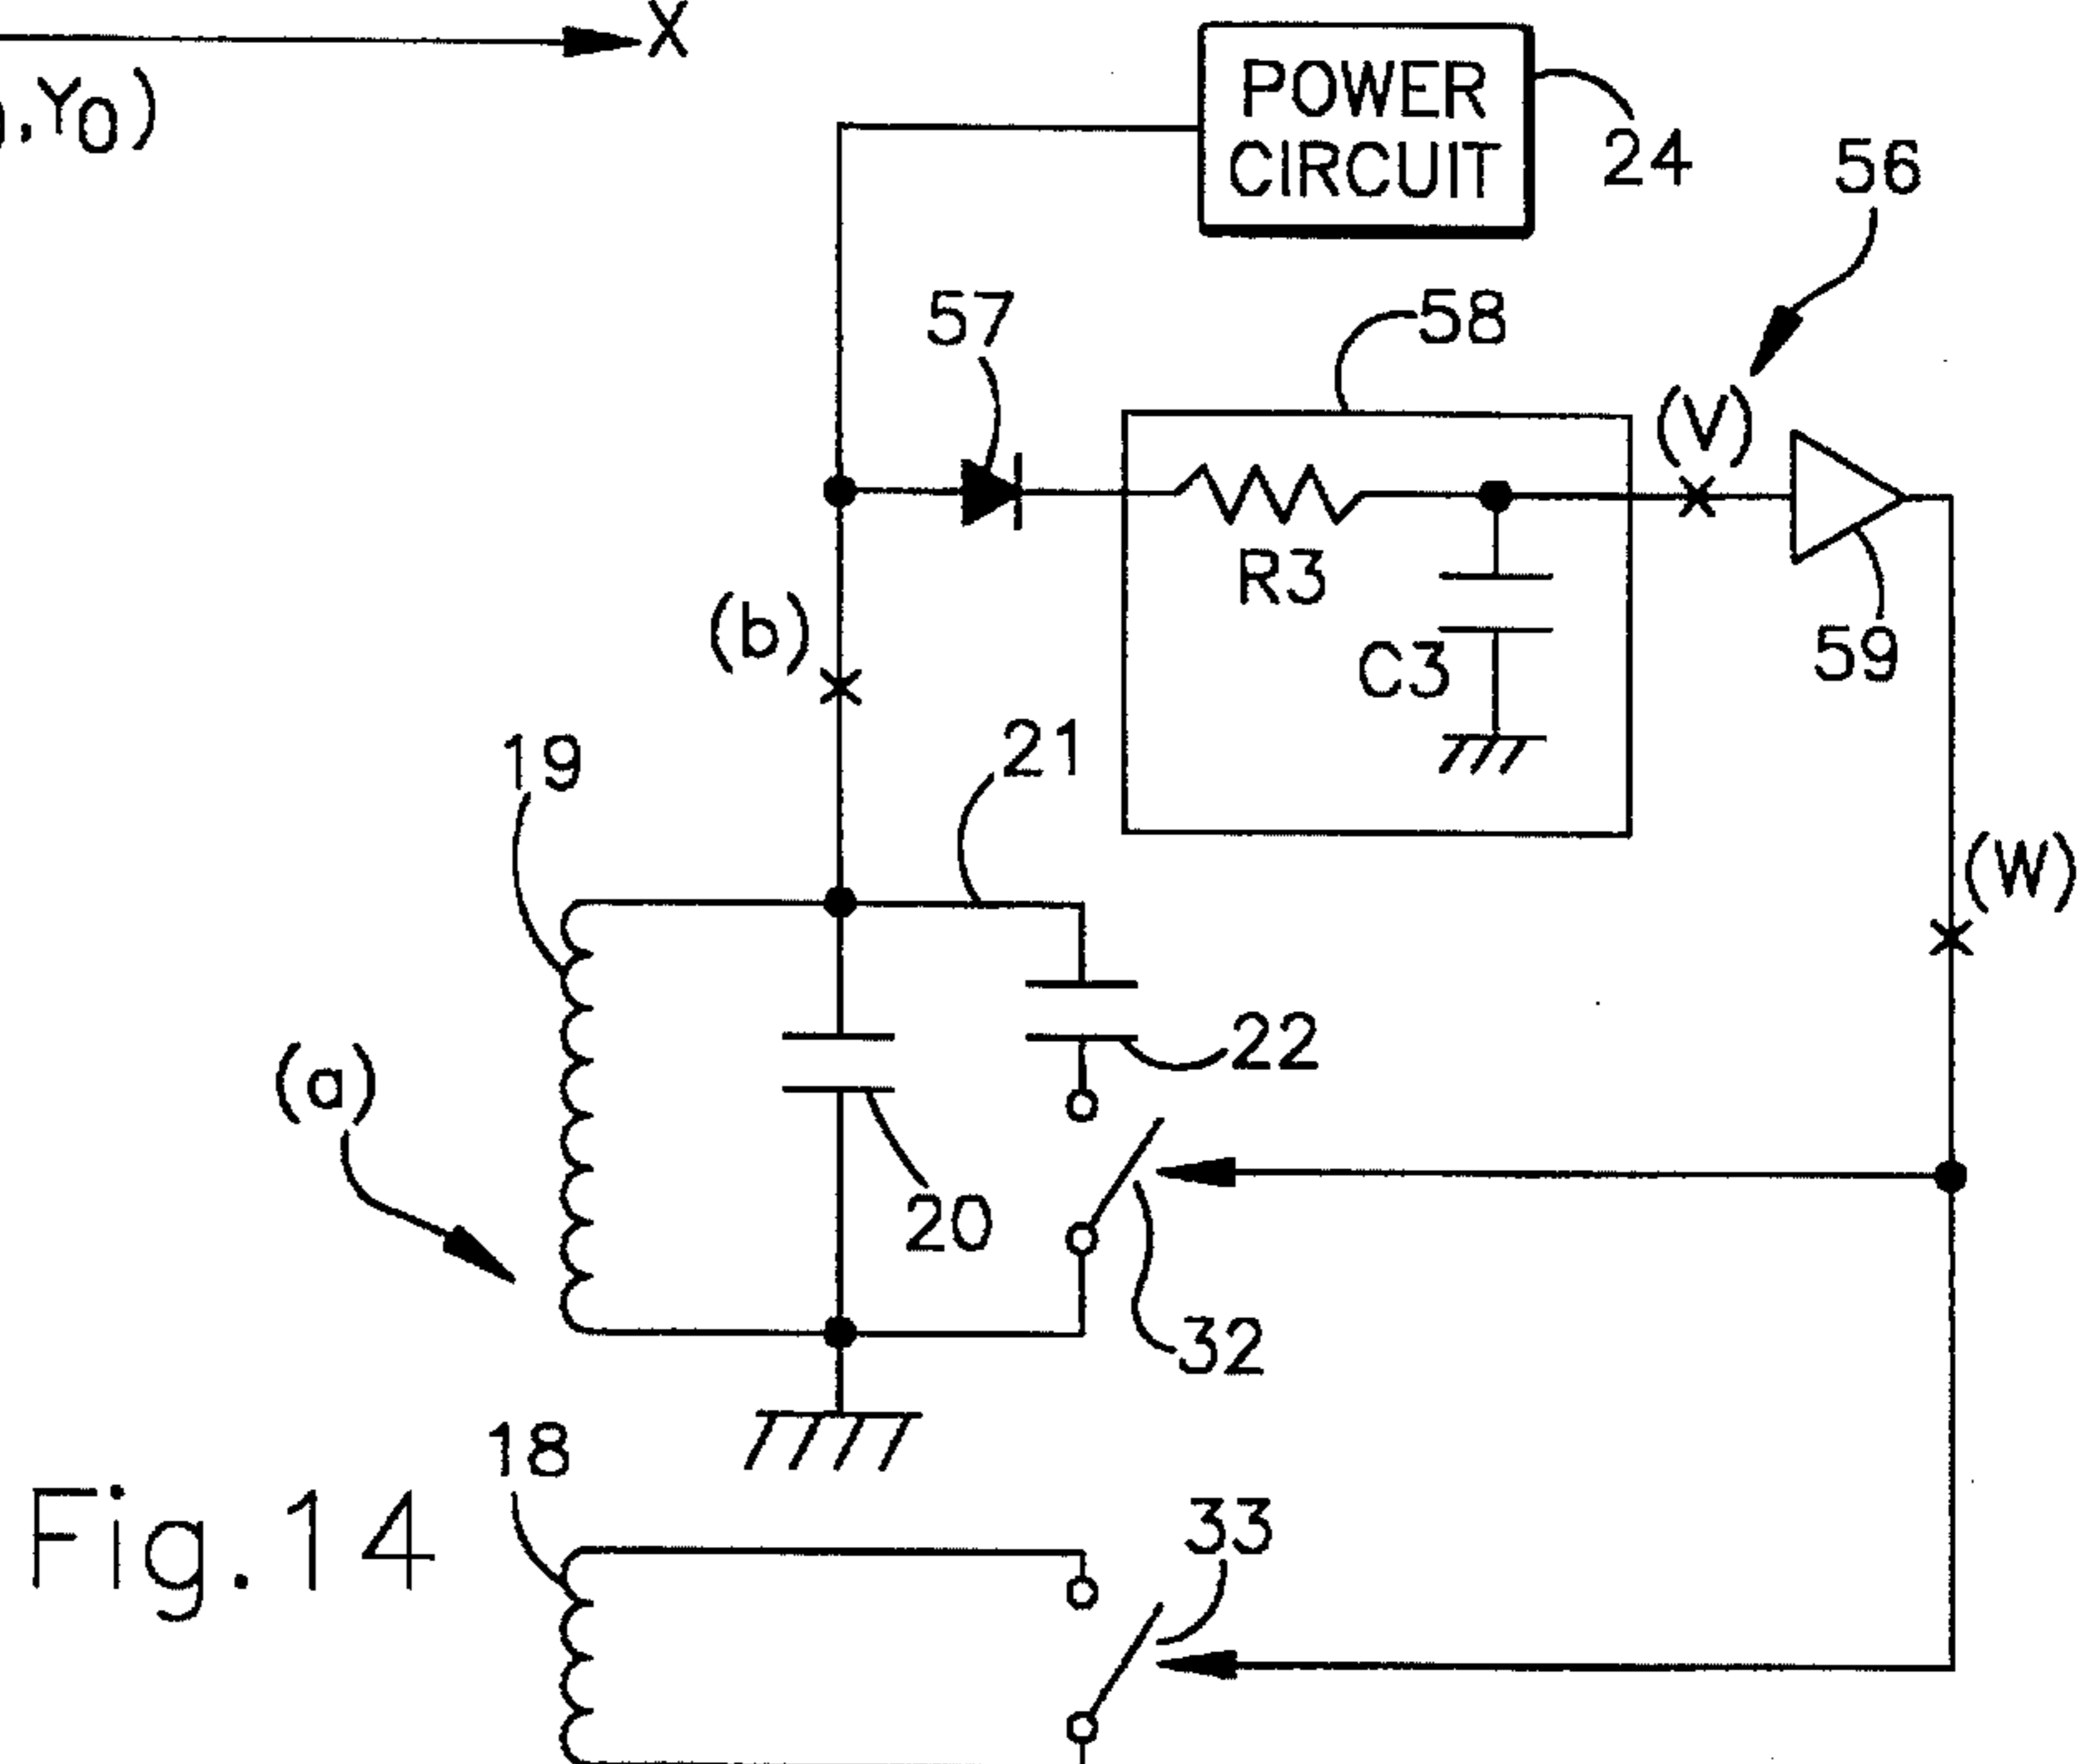 X
,Y0)
POWER
CIRCUIT
24
56
57
58
(V)
R3
C3
59
(b)
19
21
(W)
22
(a)
20
32
18
Fig.14
33